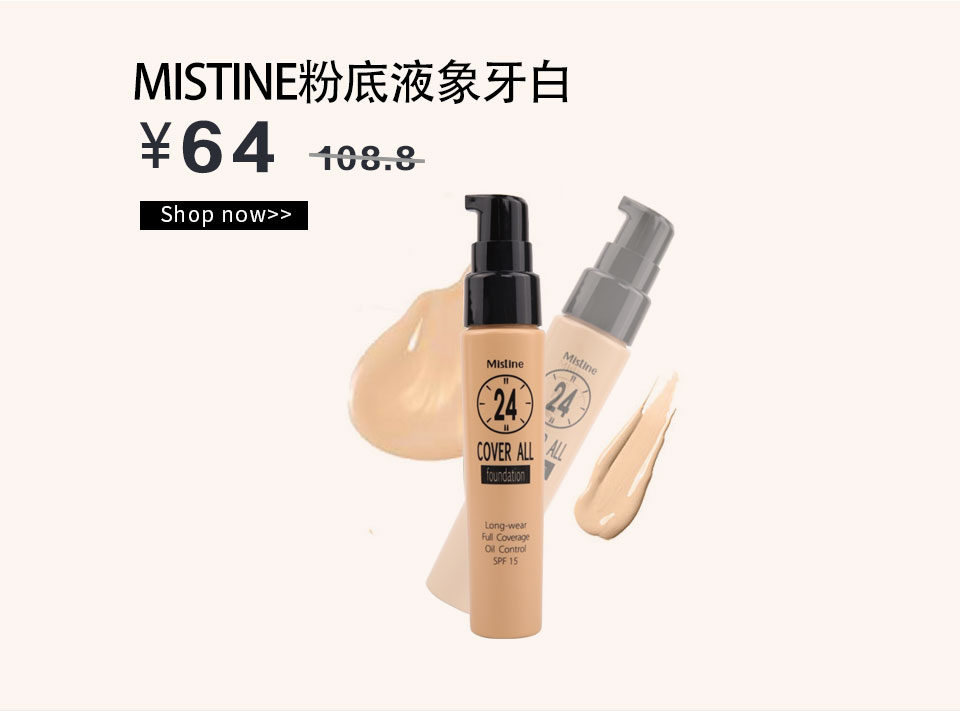 MISTINE粉底液象牙白
¥64 108.8
Shop now>>
Mistine
24
COVER ALL
foundation
Long-wear
Full Coverage
Oil Control
SPF 15
Mistine
24
ALL